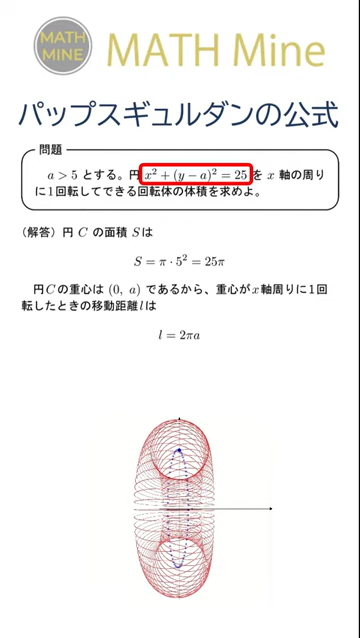 MATH
MINE
MATH Mine
パップスギュルダンの公式
問題
a > 5 とする。円 x² + (y − a)² = 25 を x 軸の周り
に1回転してできる回転体の体積を求めよ。
（解答）円 C の面積 S は
S = π · 5² = 25π
円 C の重心は (0, a) であるから、重心が x 軸周りに1回
転したときの移動距離 l は
l = 2πa